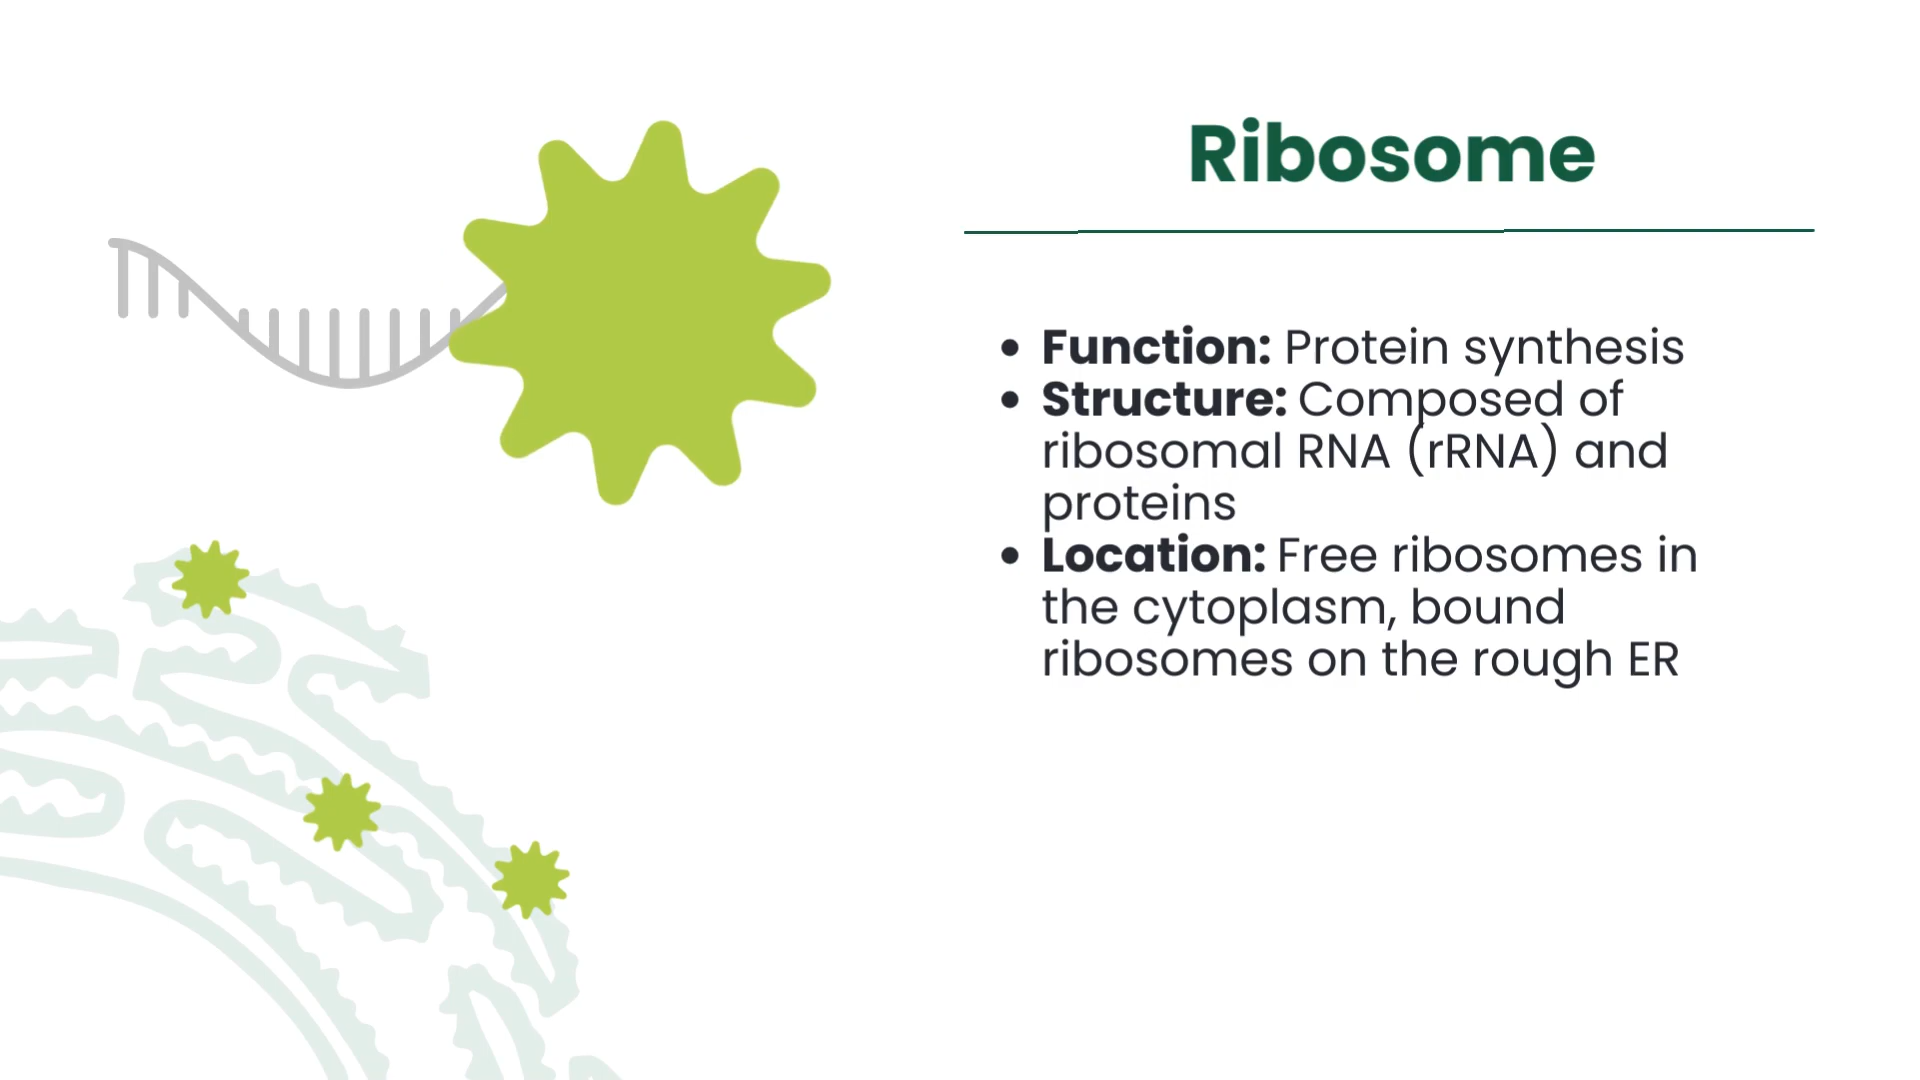 Ribosome
• Function: Protein synthesis
• Structure: Composed of
ribosomal RNA (rRNA) and
proteins
• Location: Free ribosomes in
the cytoplasm, bound
ribosomes on the rough ER